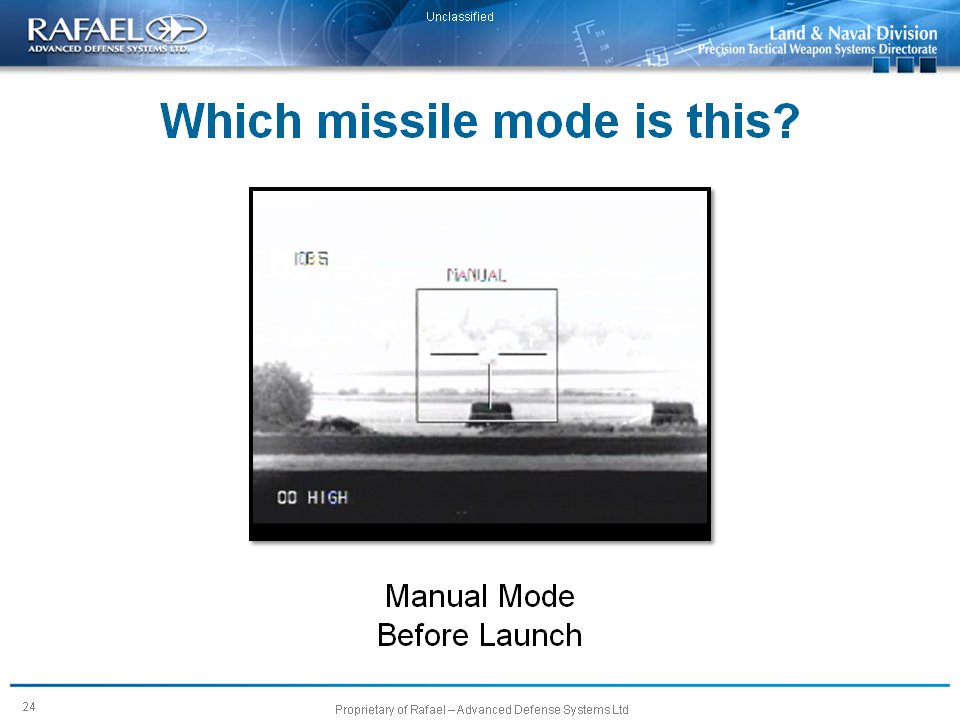 Unclassified
RAFAEL
ADVANCED DEFENSE SYSTEMS LTD.
Land & Naval Division
Precision Tactical Weapon Systems Directorate
Which missile mode is this?
MANUAL
00 HIGH
Manual Mode
Before Launch
24
Proprietary of Rafael – Advanced Defense Systems Ltd